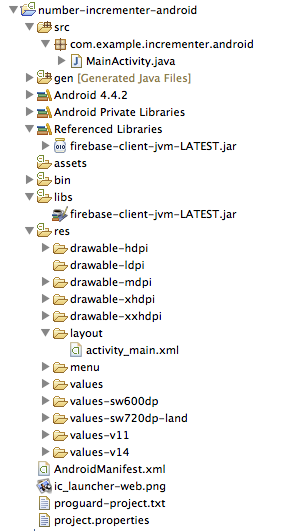 number-incrementer-android
src
com.example.incrementer.android
MainActivity.java
gen [Generated Java Files]
Android 4.4.2
Android Private Libraries
Referenced Libraries
firebase-client-jvm-LATEST.jar
assets
bin
libs
firebase-client-jvm-LATEST.jar
res
drawable-hdpi
drawable-ldpi
drawable-mdpi
drawable-xhdpi
drawable-xxhdpi
layout
activity_main.xml
menu
values
values-sw600dp
values-sw720dp-land
values-v11
values-v14
AndroidManifest.xml
ic_launcher-web.png
proguard-project.txt
project.properties